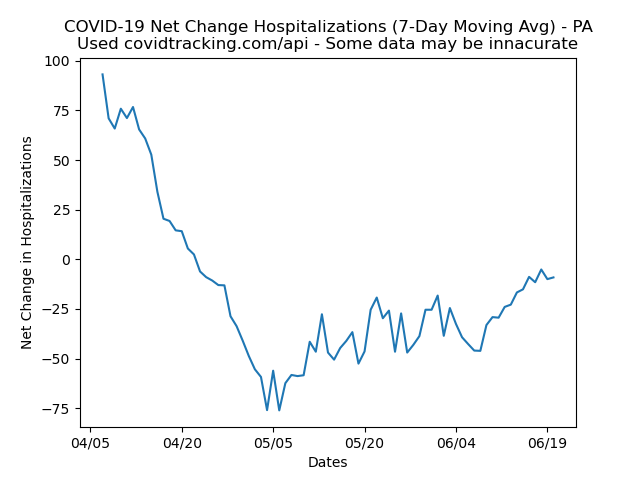 COVID-19 Net Change Hospitalizations (7-Day Moving Avg) - PA
Used covidtracking.com/api - Some data may be innacurate
100
75
50
25
0
−25
−50
−75
Net Change in Hospitalizations
04/05 04/20 05/05 05/20 06/04 06/19
Dates